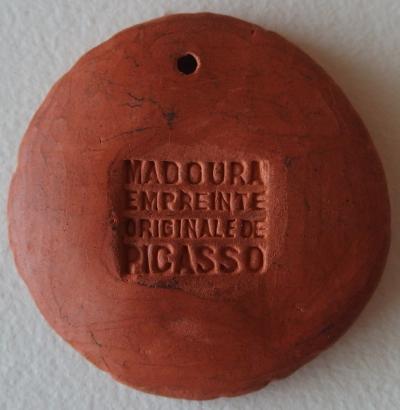 MADOURA
EMPREINTE
ORIGINALE DE
PICASSO